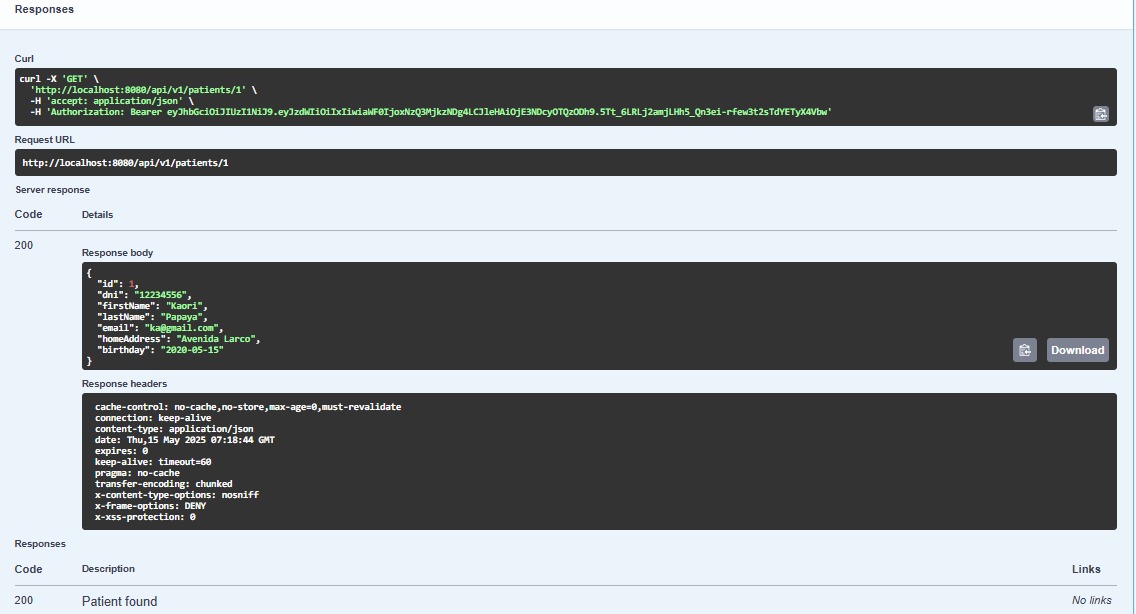 Responses
Curl
curl -X 'GET' \
'http://localhost:8080/api/v1/patients/1' \
-H 'accept: application/json' \
-H 'Authorization: Bearer eyJhbGciOiJIUzI1NiJ9.eyJzdWIiOiIxIiwiaWF0IjoxNzQ3MjkzNDg4LCJleHAiOjE3NDcyOTQzODh9.5Tt_6LRLj2amjLHh5_Qn3ei-rfew3t2sTdYETyX4Vbw'
Request URL
http://localhost:8080/api/v1/patients/1
Server response
Code Details
200
Response body
{
"id": 1,
"dni": "12234556",
"firstName": "Kaori",
"lastName": "Papaya",
"email": "ka@gmail.com",
"homeAddress": "Avenida Larco",
"birthday": "2020-05-15"
}
Download
Response headers
cache-control: no-cache,no-store,max-age=0,must-revalidate
connection: keep-alive
content-type: application/json
date: Thu,15 May 2025 07:18:44 GMT
expires: 0
keep-alive: timeout=60
pragma: no-cache
transfer-encoding: chunked
x-content-type-options: nosniff
x-frame-options: DENY
x-xss-protection: 0
Responses
Code Description Links
200 Patient found No links